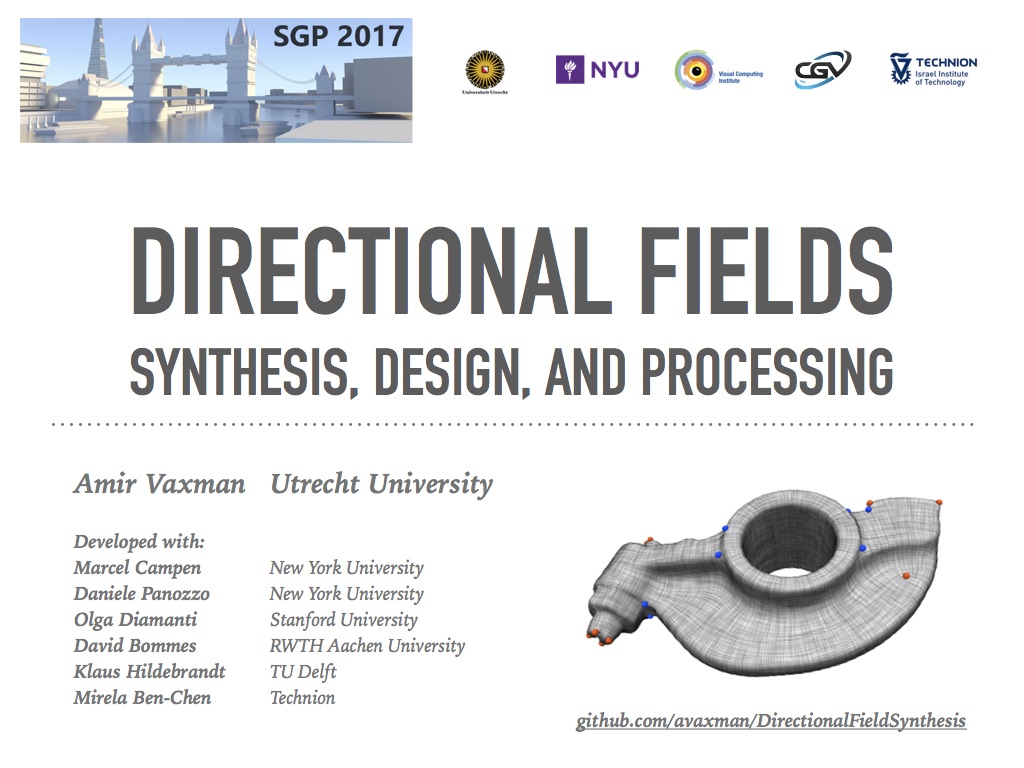 SGP 2017
Universiteit Utrecht
NYU
Visual Computing
Institute
CGV
TECHNION
Israel Institute
of Technology
DIRECTIONAL FIELDS
SYNTHESIS, DESIGN, AND PROCESSING
Amir Vaxman Utrecht University
Developed with:
Marcel Campen New York University
Daniele Panozzo New York University
Olga Diamanti Stanford University
David Bommes RWTH Aachen University
Klaus Hildebrandt TU Delft
Mirela Ben-Chen Technion
github.com/avaxman/DirectionalFieldSynthesis